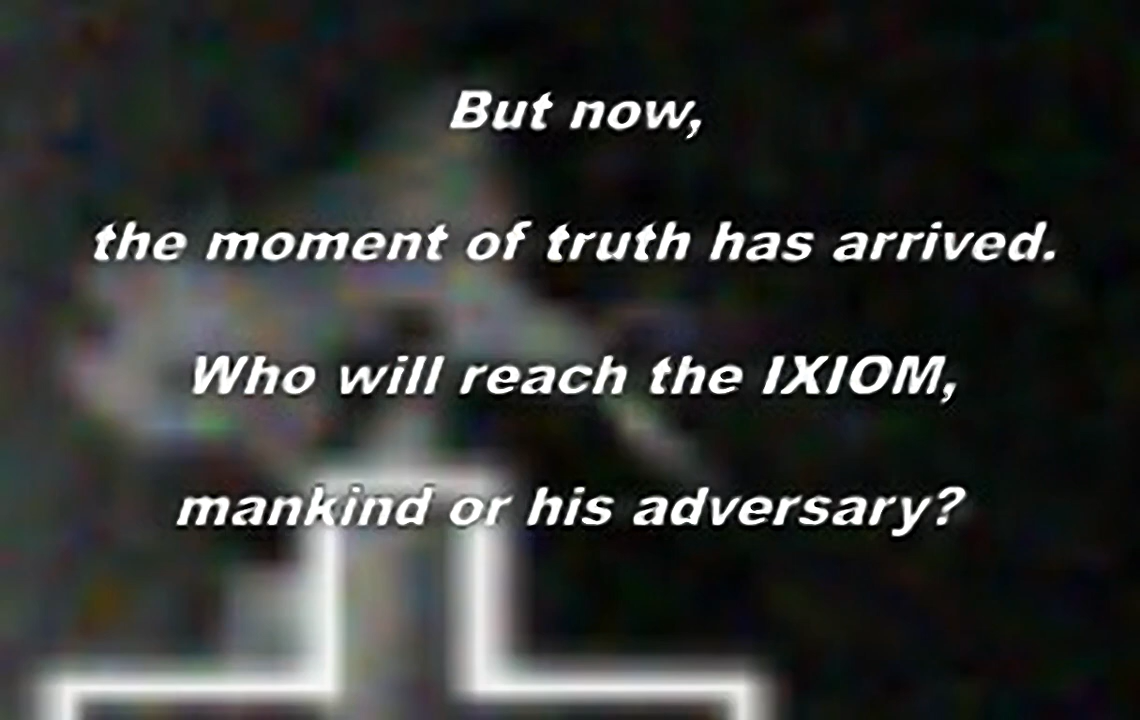 But now,
the moment of truth has arrived.
Who will reach the IXIOM,
mankind or his adversary?